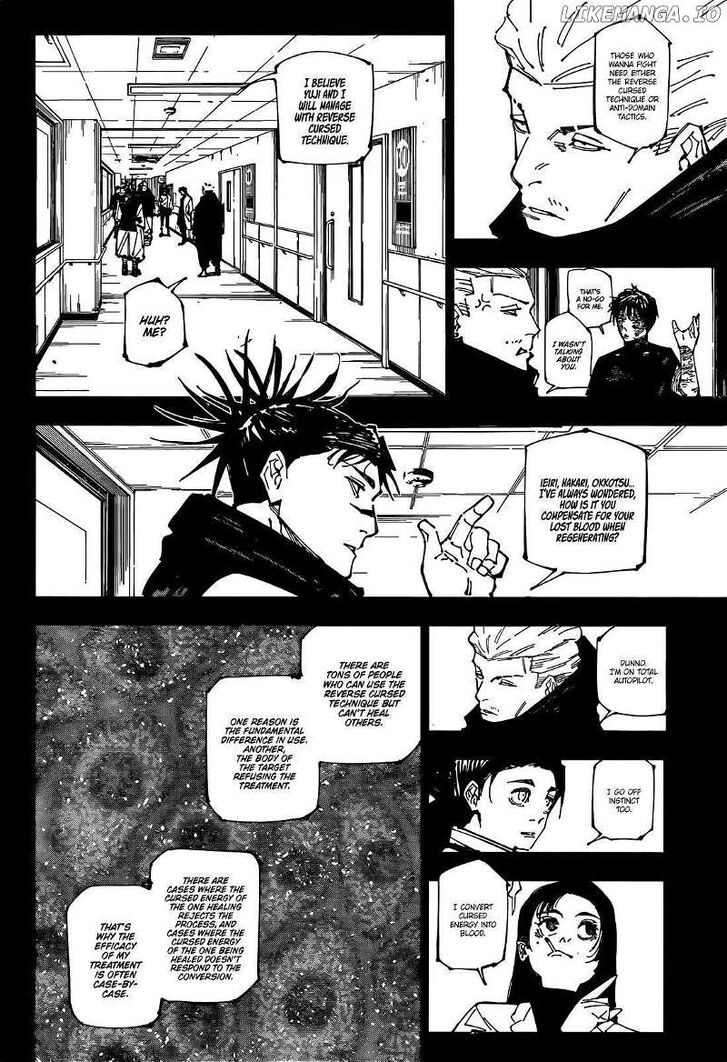 LIKEMANGA.IO
THOSE WHO
WANNA FIGHT
NEED EITHER
THE REVERSE
CURSED
TECHNIQUE OR
ANTI-DOMAIN
TACTICS.
THAT'S
A NO-GO
FOR ME.
I WASN'T
TALKING
ABOUT
YOU.
I BELIEVE
YUJI AND I
WILL MANAGE
WITH REVERSE
CURSED
TECHNIQUE.
HUH?
ME?
IEIRI, HAKARI, OKKOTSU...
I'VE ALWAYS WONDERED,
HOW IS IT YOU
COMPENSATE FOR YOUR
LOST BLOOD WHEN
REGENERATING?
DUNNO.
I'M ON TOTAL
AUTOPILOT.
I GO OFF
INSTINCT
TOO.
I CONVERT
CURSED
ENERGY INTO
BLOOD.
THERE ARE
TONS OF PEOPLE
WHO CAN USE THE
REVERSE CURSED
TECHNIQUE BUT
CAN'T HEAL
OTHERS.
ONE REASON IS THE
FUNDAMENTAL
DIFFERENCE IN USE.
ANOTHER,
THE BODY OF
THE TARGET
REFUSING THE
TREATMENT.
THERE ARE
CASES WHERE THE
CURSED ENERGY OF
THE ONE HEALING
REJECTS THE
PROCESS, AND CASES
WHERE THE CURSED
ENERGY OF THE
ONE BEING
HEALED DOESN'T
RESPOND TO THE
CONVERSION.
THAT'S
WHY THE
EFFICACY
OF MY
TREATMENT
IS OFTEN
CASE-BY-
CASE.